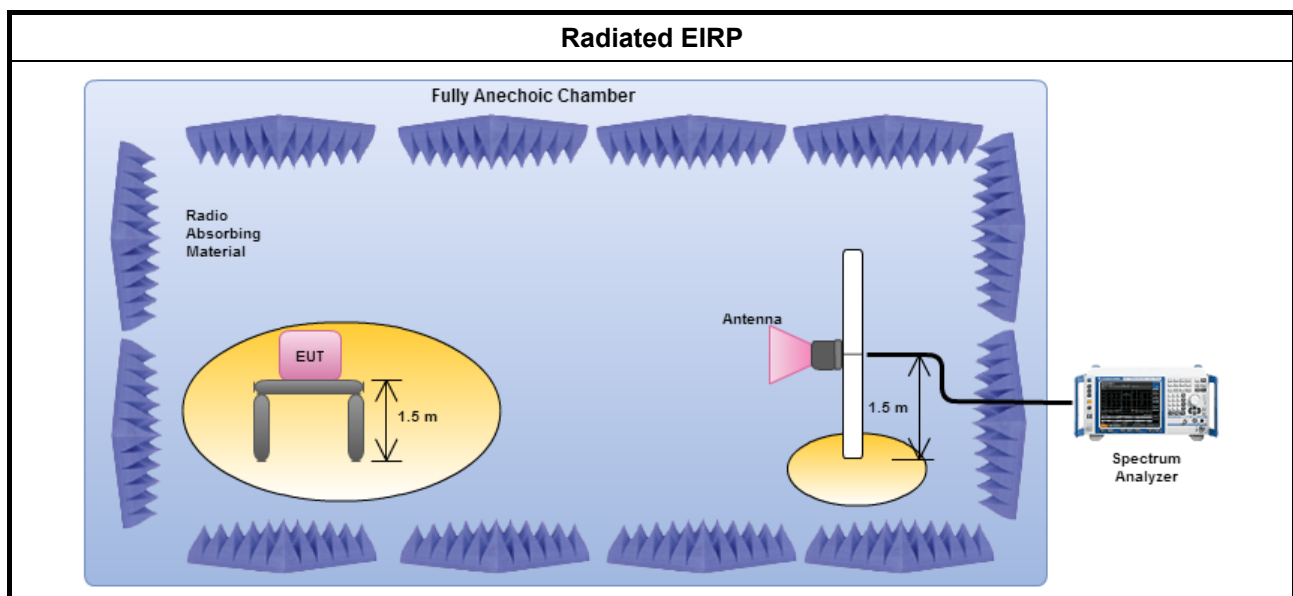 Radiated EIRP
Fully Anechoic Chamber
Radio
Absorbing
Material
Antenna
EUT
1.5 m
1.5 m
Spectrum
Analyzer